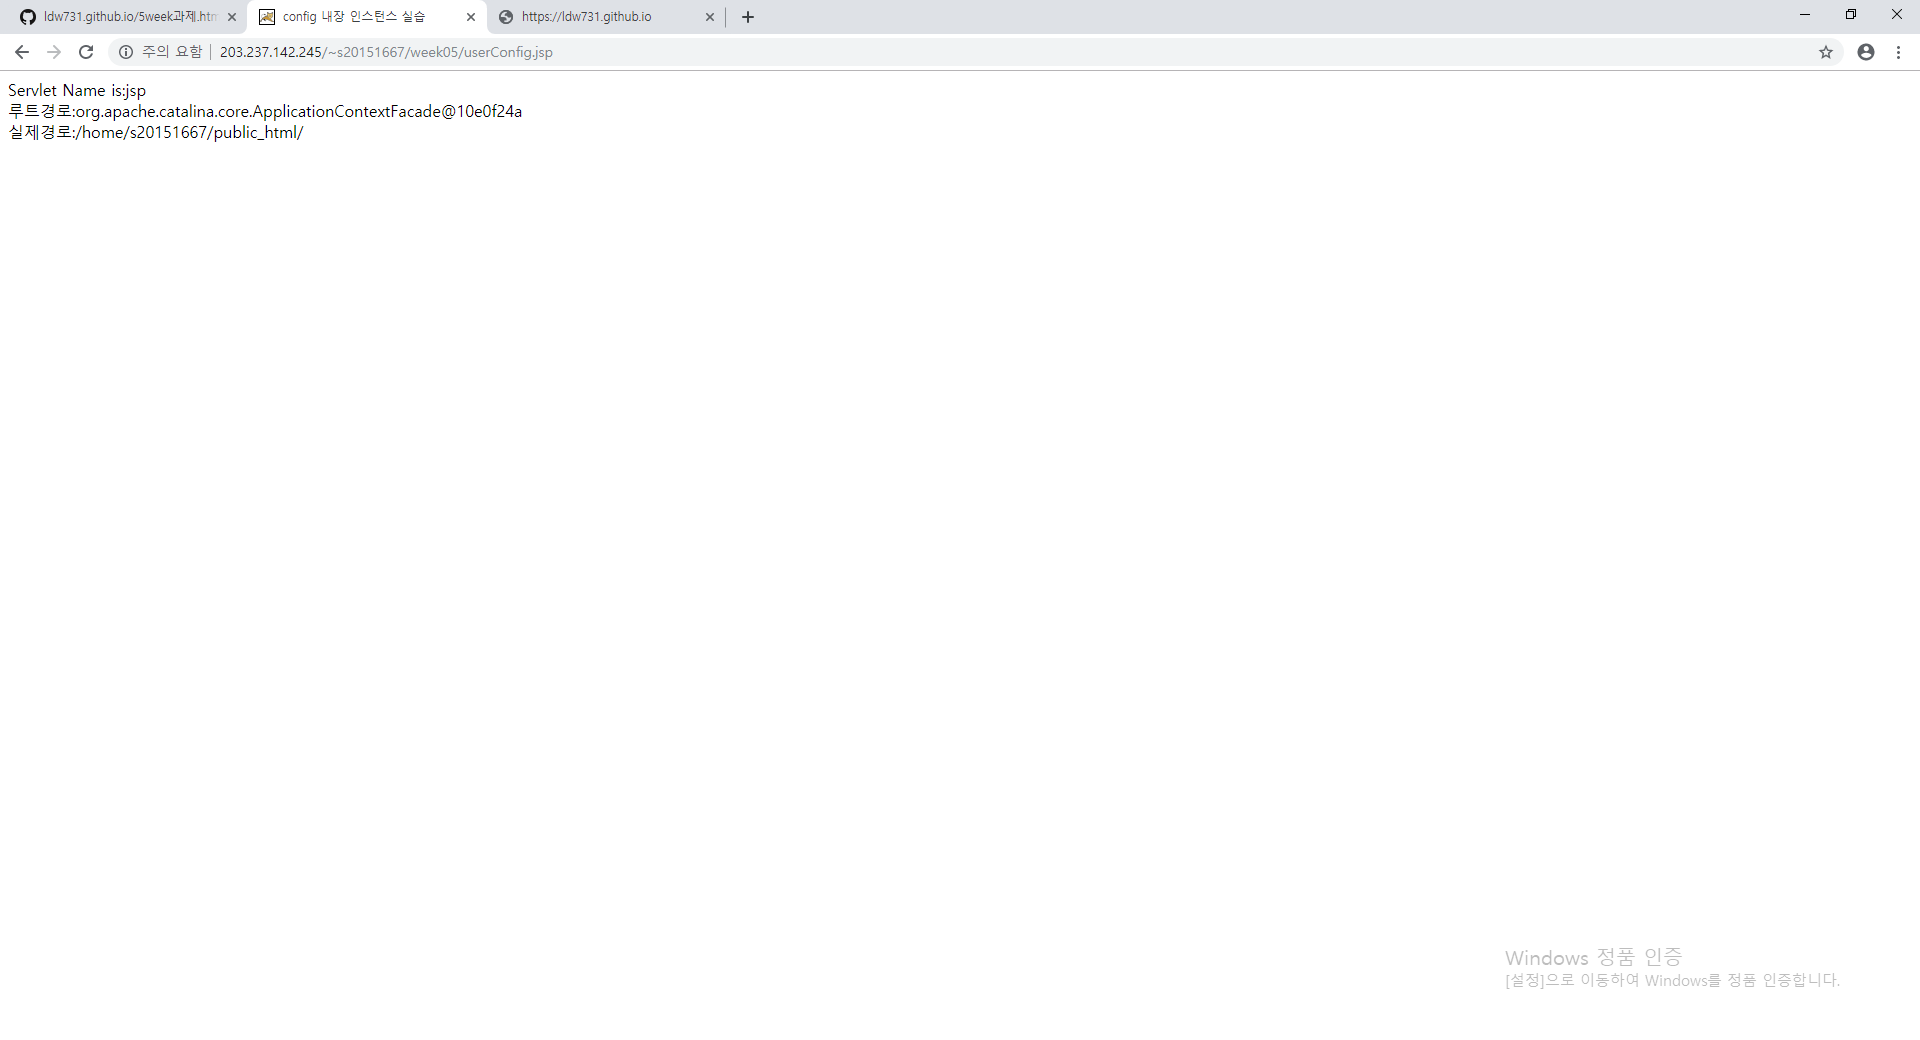 ldw731.github.io/5week과제.htm
config 내장 인스턴스 실습
https://ldw731.github.io
주의 요함
203.237.142.245/~s20151667/week05/userConfig.jsp
Servlet Name is:jsp
루트경로:org.apache.catalina.core.ApplicationContextFacade@10e0f24a
실제경로:/home/s20151667/public_html/
Windows 정품 인증
[설정]으로 이동하여 Windows를 정품 인증합니다.